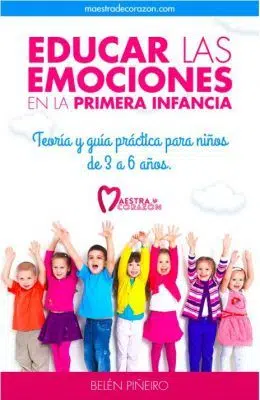 maestradecorazon.com
EDUCAR LAS
EMOCIONES
EN LA PRIMERA INFANCIA
Teoría y guía práctica para niños
de 3 a 6 años.
MAESTRA de
CORAZÓN
BELÉN PIÑEIRO